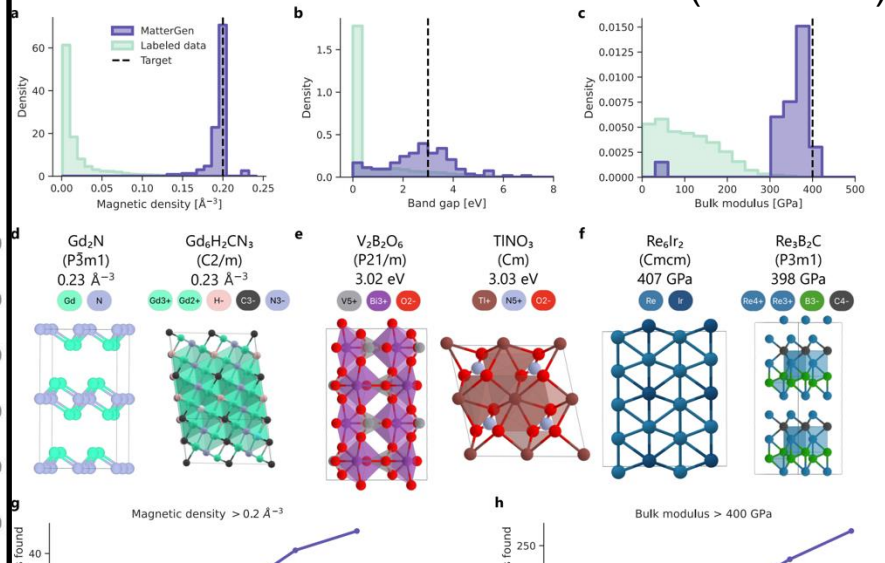 a
MatterGen
Labeled data
Target
Density
60
40
20
0
0.00 0.05 0.10 0.15 0.20 0.25
Magnetic density [Å⁻³]
b
Density
1.5
1.0
0.5
0.0
0 2 4 6 8
Band gap [eV]
c
Density
0.0150
0.0125
0.0100
0.0075
0.0050
0.0025
0.0000
0 100 200 300 400 500
Bulk modulus [GPa]
d
Gd₂N
(P3̅m1)
0.23 Å⁻³
Gd N
Gd₆H₂CN₃
(C2/m)
0.23 Å⁻³
Gd3+ Gd2+ H- C3- N3-
e
V₂B₂O₆
(P21/m)
3.02 eV
V5+ Bi3+ O2-
TlNO₃
(Cm)
3.03 eV
Tl+ N5+ O2-
f
Re₆Ir₂
(Cmcm)
407 GPa
Re Ir
Re₃B₂C
(P3m1)
398 GPa
Re4+ Re3+ B3- C4-
g
Magnetic density > 0.2 Å⁻³
40
found
h
Bulk modulus > 400 GPa
250
found